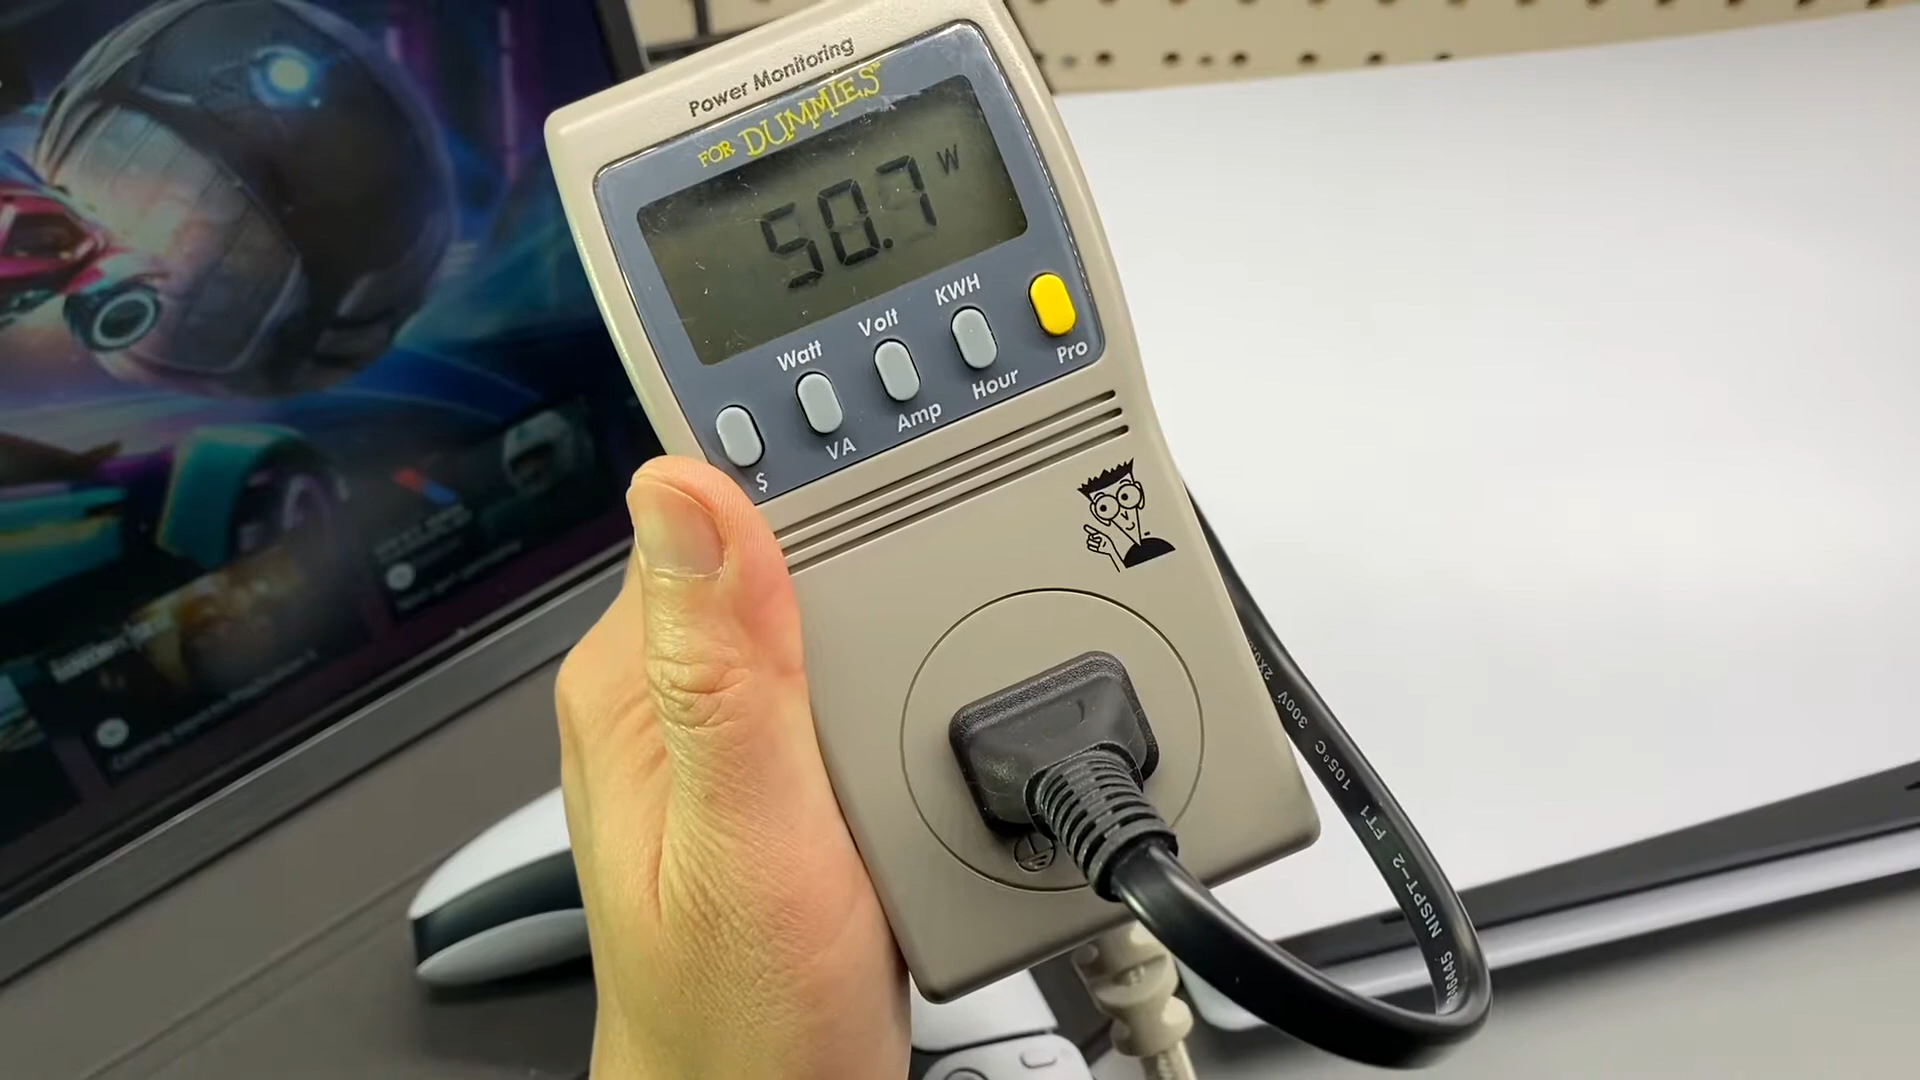 Power Monitoring
FOR DUMMIES
50.7 W
Watt
Volt
KWH
$
VA
Amp
Hour
Pro
105°C 300V
NISPT-2 FT1